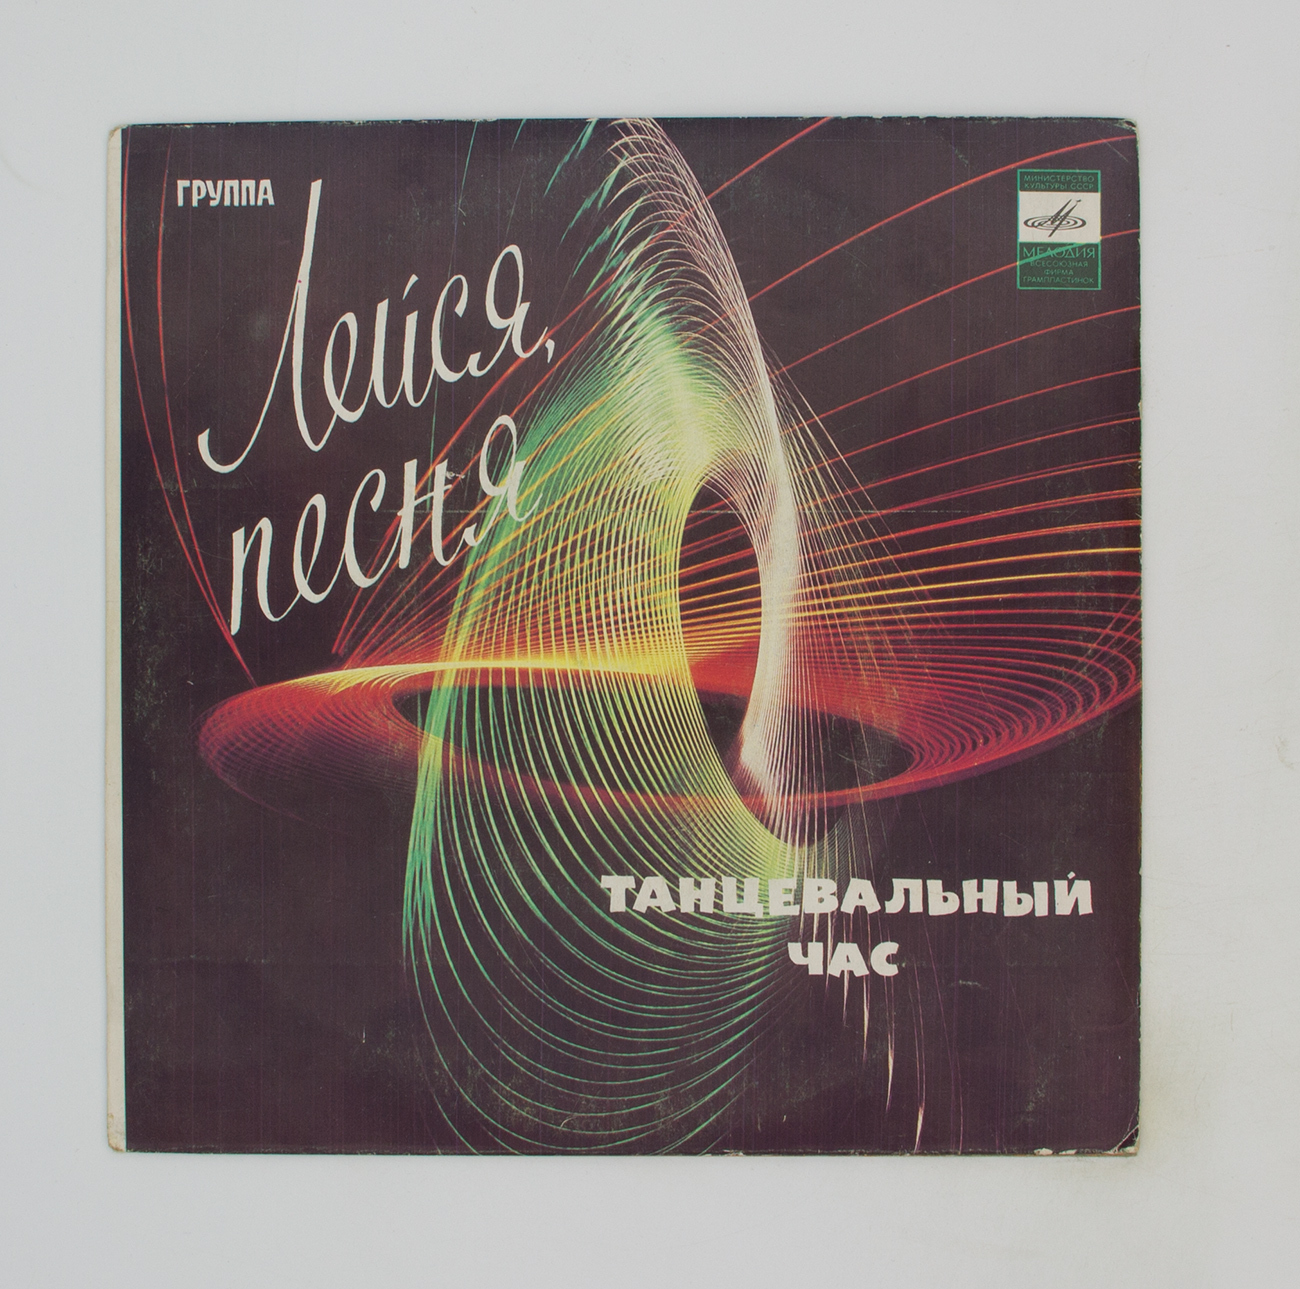 ГРУППА
Лейся,
песня
МИНИСТЕРСТВО
КУЛЬТУРЫ СССР
МЕЛОДИЯ
ВСЕСОЮЗНАЯ
ФИРМА
ГРАМПЛАСТИНОК
ТАНЦЕВАЛЬНЫЙ
ЧАС